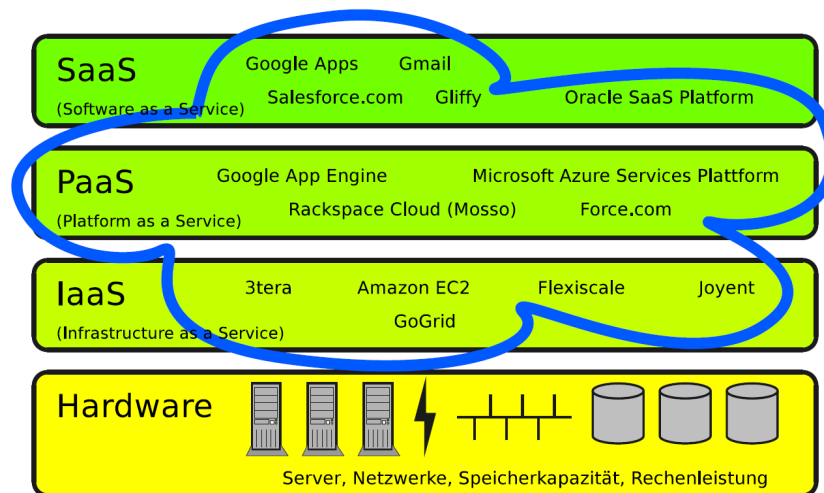 SaaS
Google Apps Gmail
(Software as a Service) Salesforce.com Gliffy Oracle SaaS Platform
PaaS
Google App Engine Microsoft Azure Services Plattform
(Platform as a Service) Rackspace Cloud (Mosso) Force.com
IaaS
3tera Amazon EC2 Flexiscale Joyent
(Infrastructure as a Service) GoGrid
Hardware
Server, Netzwerke, Speicherkapazität, Rechenleistung